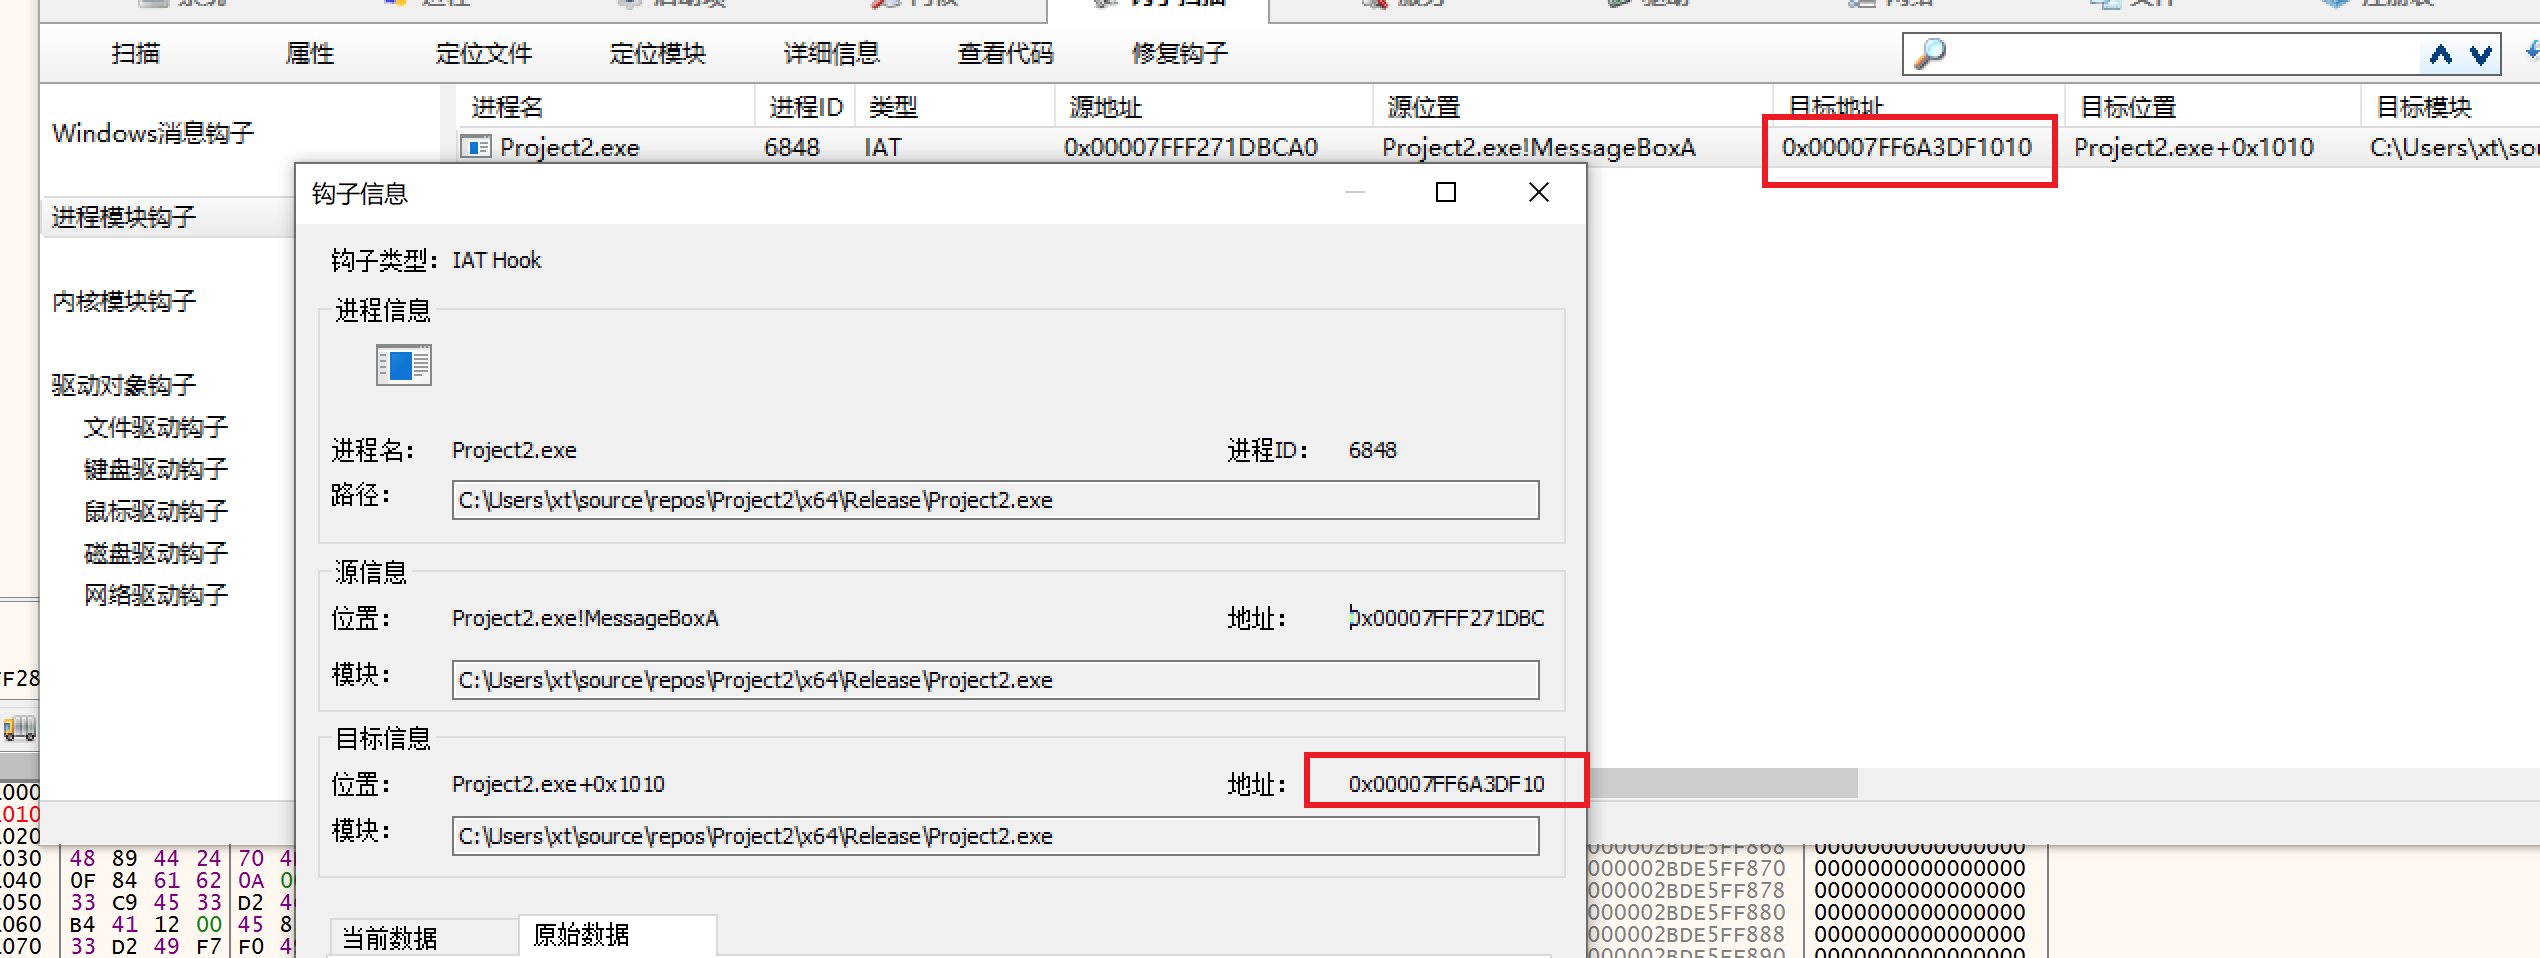 扫描 属性 定位文件 定位模块 详细信息 查看代码 修复钩子
进程名 进程ID 类型 源地址 源位置 目标地址 目标位置 目标模块
Project2.exe 6848 IAT 0x00007FFF271DBCA0 Project2.exe!MessageBoxA 0x00007FF6A3DF1010 Project2.exe+0x1010 C:\Users\xt\sou
Windows消息钩子
进程模块钩子
内核模块钩子
驱动对象钩子
文件驱动钩子
键盘驱动钩子
鼠标驱动钩子
磁盘驱动钩子
网络驱动钩子
钩子信息
钩子类型: IAT Hook
进程信息
进程名: Project2.exe 进程ID: 6848
路径: C:\Users\xt\source\repos\Project2\x64\Release\Project2.exe
源信息
位置: Project2.exe!MessageBoxA 地址: 0x00007FFF271DBC
模块: C:\Users\xt\source\repos\Project2\x64\Release\Project2.exe
目标信息
位置: Project2.exe+0x1010 地址: 0x00007FF6A3DF10
模块: C:\Users\xt\source\repos\Project2\x64\Release\Project2.exe
当前数据 原始数据
F28
000
010
020
030 48 89 44 24 70
040 0F 84 61 62 0A
050 33 C9 45 33 D2
060 B4 41 12 00 45
070 33 D2 49 F7 F0
000002BDE5FF868 0000000000000000
000002BDE5FF870 0000000000000000
000002BDE5FF878 0000000000000000
000002BDE5FF880 0000000000000000
000002BDE5FF888 0000000000000000
000002BDE5FF890 0000000000000000